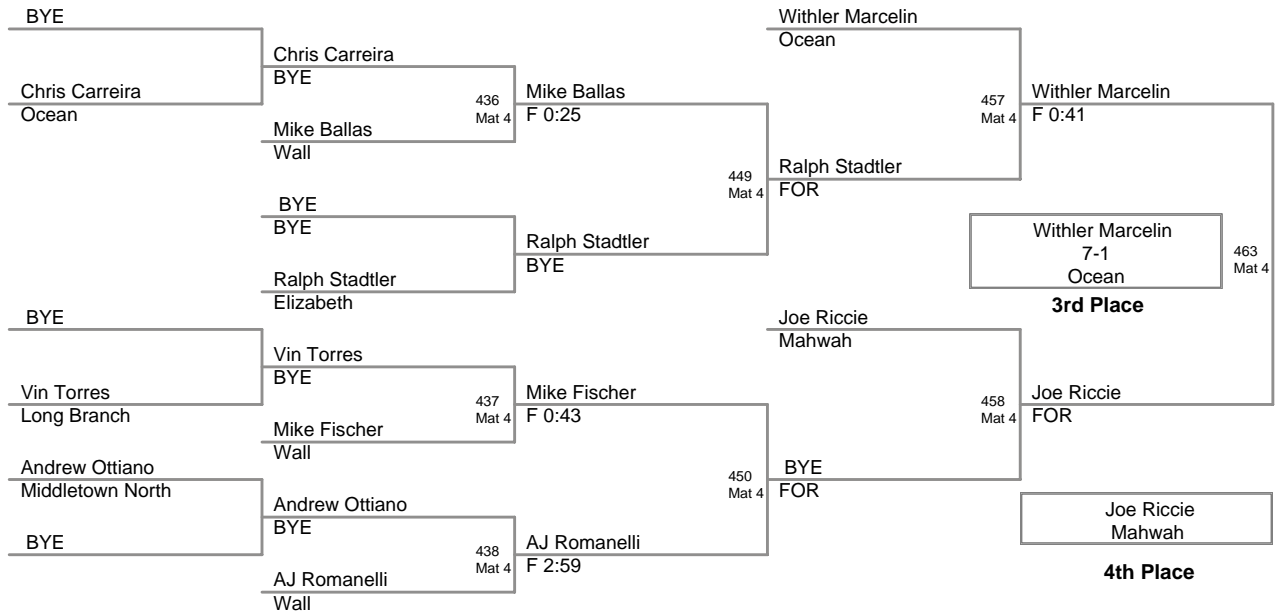 BYE
Withler Marcelin
Ocean
Chris Carreira
BYE
Chris Carreira
Ocean
436
Mat 4
Mike Ballas
F 0:25
457
Mat 4
Withler Marcelin
F 0:41
Mike Ballas
Wall
449
Mat 4
Ralph Stadtler
FOR
BYE
BYE
Ralph Stadtler
BYE
Withler Marcelin
7-1
Ocean
463
Mat 4
3rd Place
Ralph Stadtler
Elizabeth
BYE
Joe Riccie
Mahwah
Vin Torres
BYE
Vin Torres
Long Branch
437
Mat 4
Mike Fischer
F 0:43
458
Mat 4
Joe Riccie
FOR
Mike Fischer
Wall
Andrew Ottiano
Middletown North
450
Mat 4
BYE
FOR
Andrew Ottiano
BYE
Joe Riccie
Mahwah
BYE
438
Mat 4
AJ Romanelli
F 2:59
4th Place
AJ Romanelli
Wall